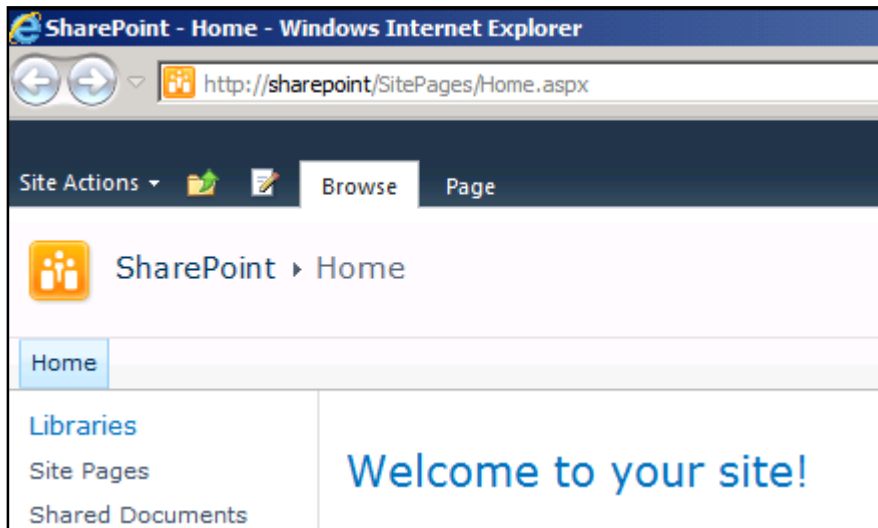 SharePoint - Home - Windows Internet Explorer
http://sharepoint/SitePages/Home.aspx
Site Actions Browse Page
SharePoint Home
Home
Libraries
Site Pages
Welcome to your site!
Shared Documents